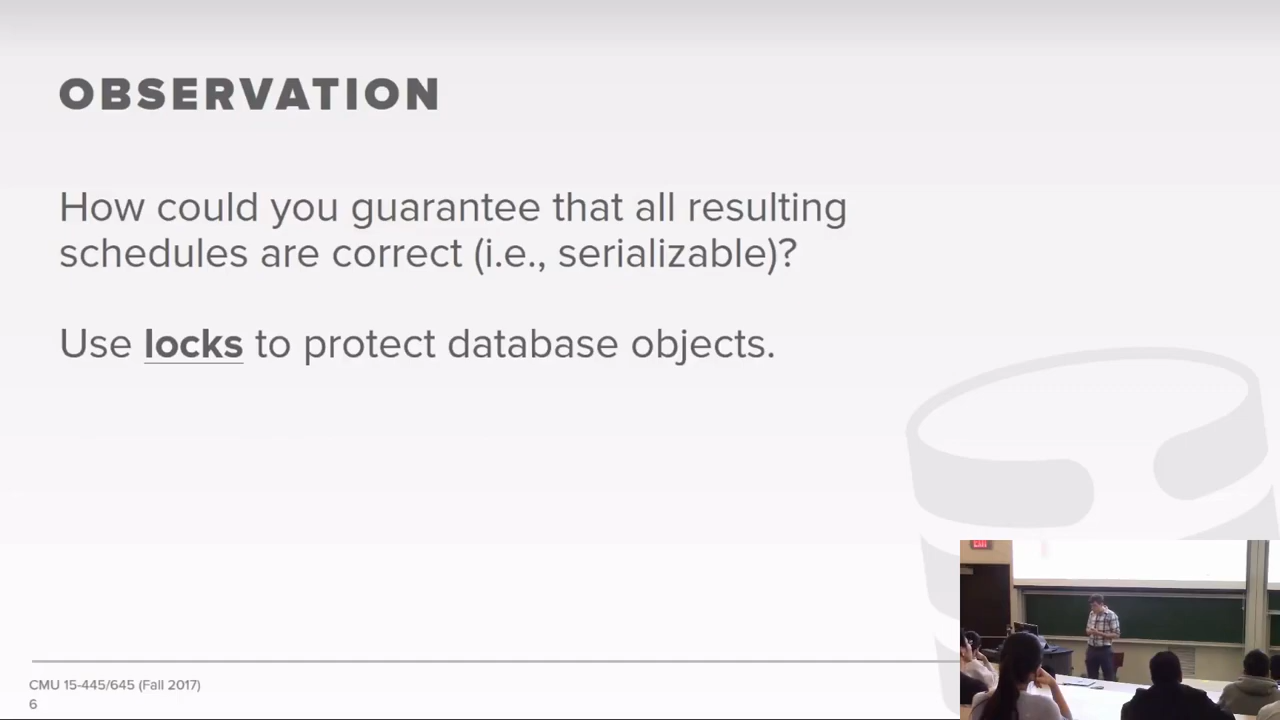 OBSERVATION
How could you guarantee that all resulting
schedules are correct (i.e., serializable)?
Use locks to protect database objects.
CMU 15-445/645 (Fall 2017)
6
EXIT